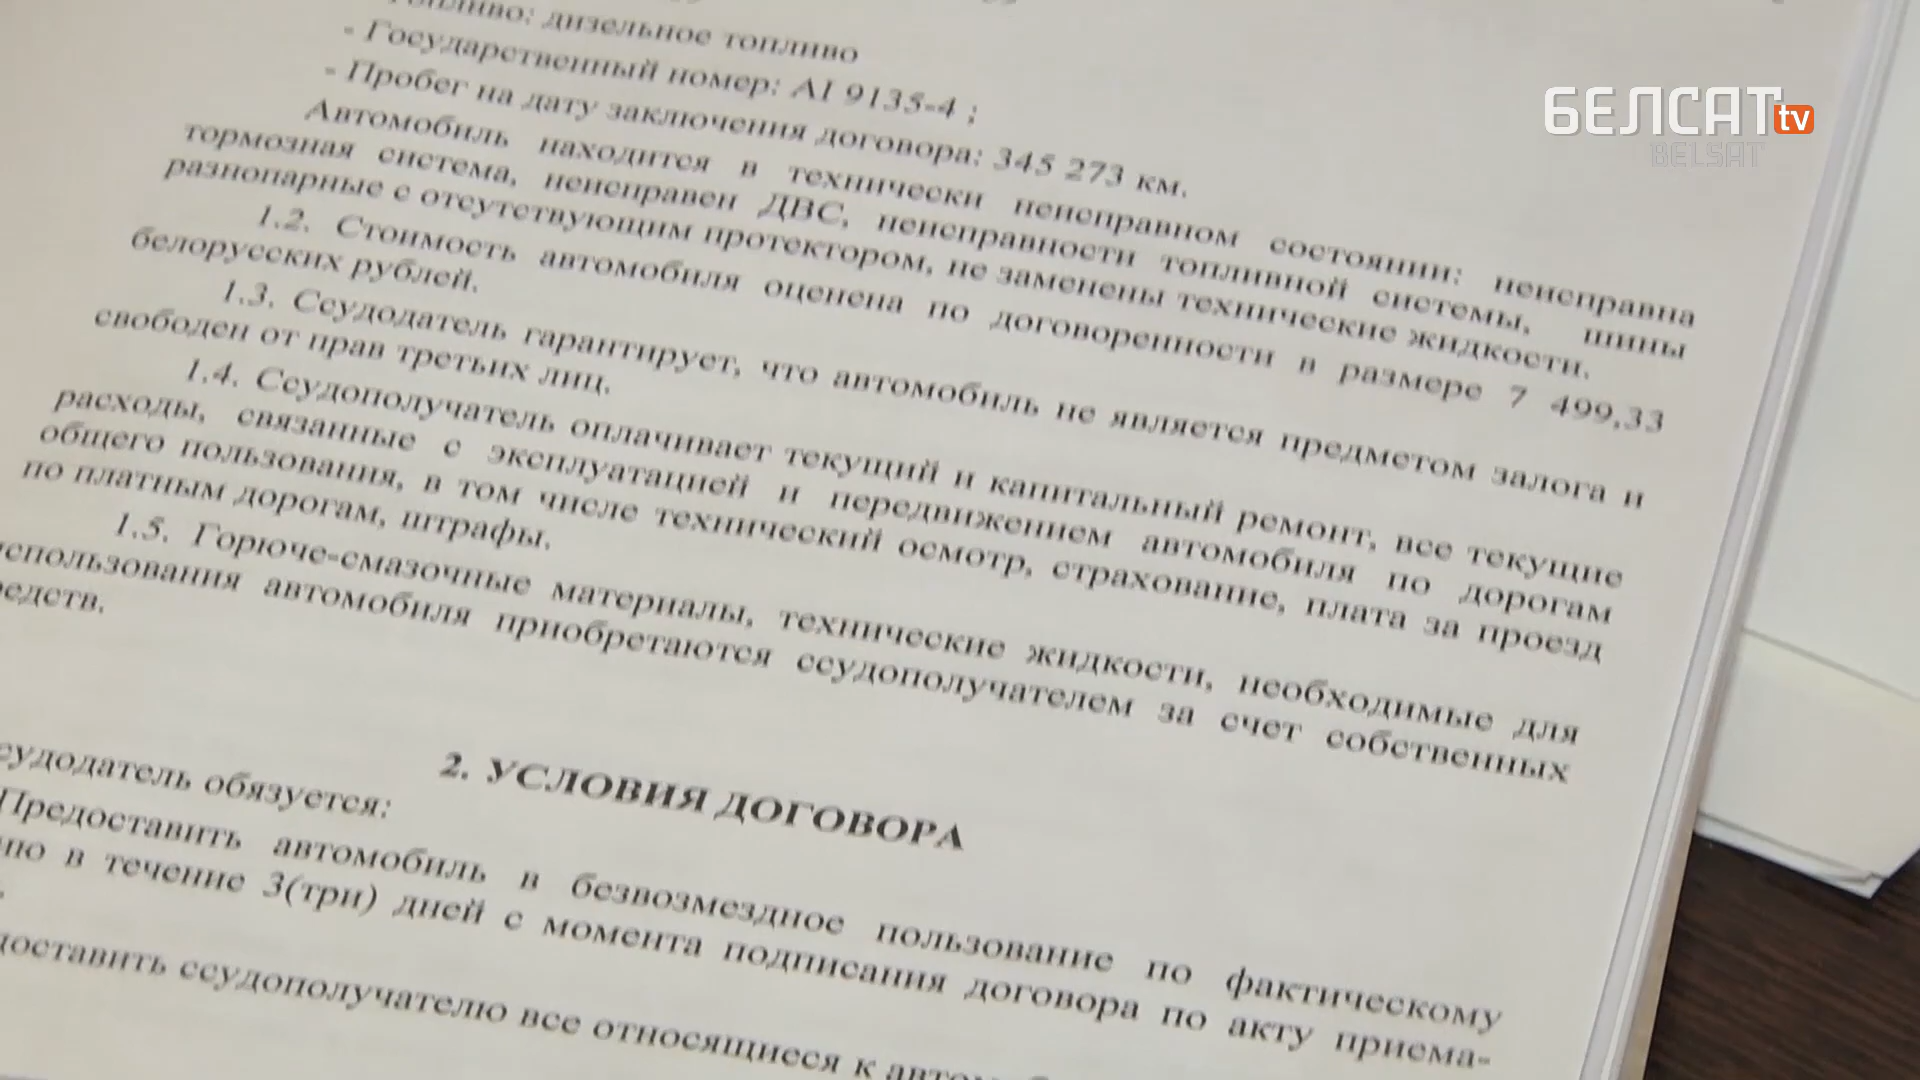 БЕЛСАТ tv
BELSAT
Топливо: дизельное топливо
- Государственный номер: AI 9135-4 ;
- Пробег на дату заключения договора: 345 273 км.
Автомобиль находится в технически неисправном состоянии: неисправна
тормозная система, неисправен ДВС, неисправности топливной системы, шины
разнопарные с отсутствующим протектором, не заменены технические жидкости.
1.2. Стоимость автомобиля оценена по договоренности в размере 7 499,33
белорусских рублей.
1.3. Ссудодатель гарантирует, что автомобиль не является предметом залога и
свободен от прав третьих лиц.
1.4. Ссудополучатель оплачивает текущий и капитальный ремонт, все текущие
расходы, связанные с эксплуатацией и передвижением автомобиля по дорогам
общего пользования, в том числе технический осмотр, страхование, плата за проезд
по платным дорогам, штрафы.
1.5. Горюче-смазочные материалы, технические жидкости, необходимые для
использования автомобиля приобретаются ссудополучателем за счет собственных
редств.
2. УСЛОВИЯ ДОГОВОРА
судодатель обязуется:
Предоставить автомобиль в безвозмездное пользование по фактическому
в течение 3(три) дней с момента подписания договора по акту приема-
доставить ссудополучателю все относящиеся к